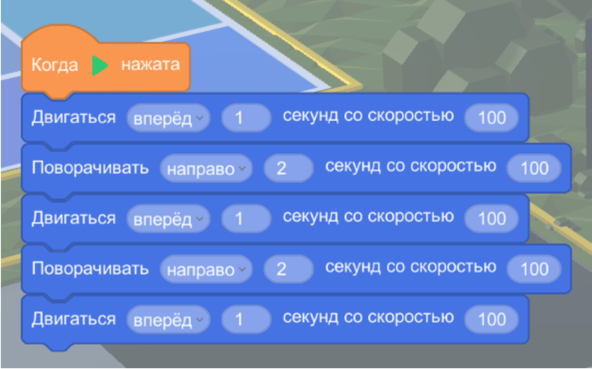 Когда нажата
Двигаться вперёд 1 секунд со скоростью 100
Поворачивать направо 2 секунд со скоростью 100
Двигаться вперёд 1 секунд со скоростью 100
Поворачивать направо 2 секунд со скоростью 100
Двигаться вперёд 1 секунд со скоростью 100